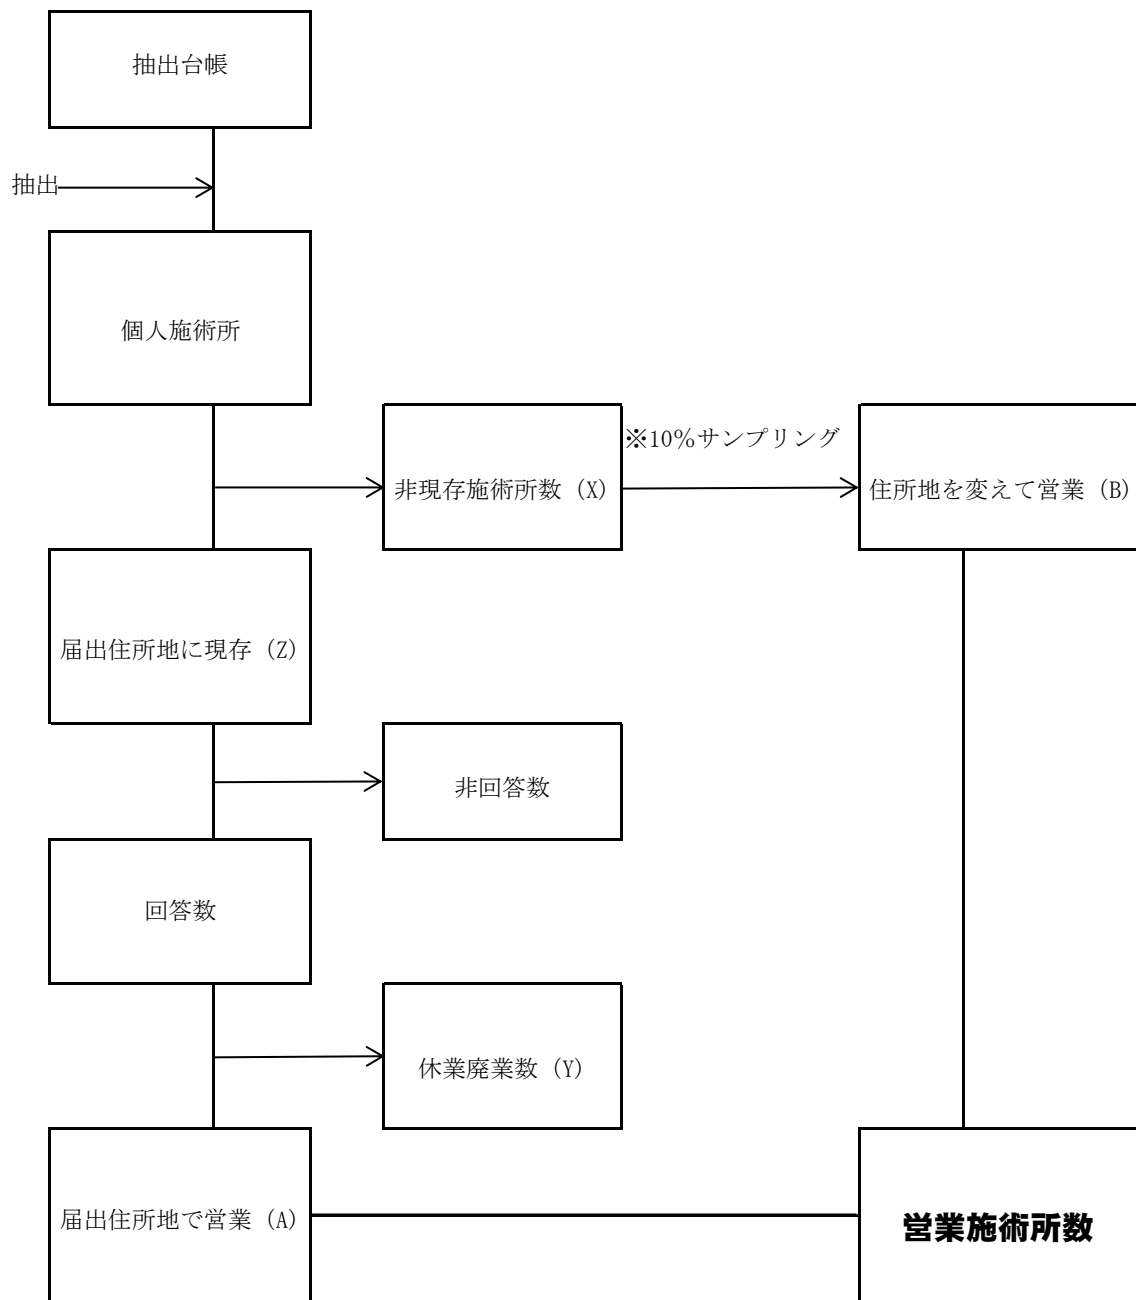 抽出台帳
抽出
個人施術所
※10％サンプリング
非現存施術所数（X）
住所地を変えて営業（B）
届出住所地に現存（Z）
非回答数
回答数
休業廃業数（Y）
届出住所地で営業（A）
営業施術所数